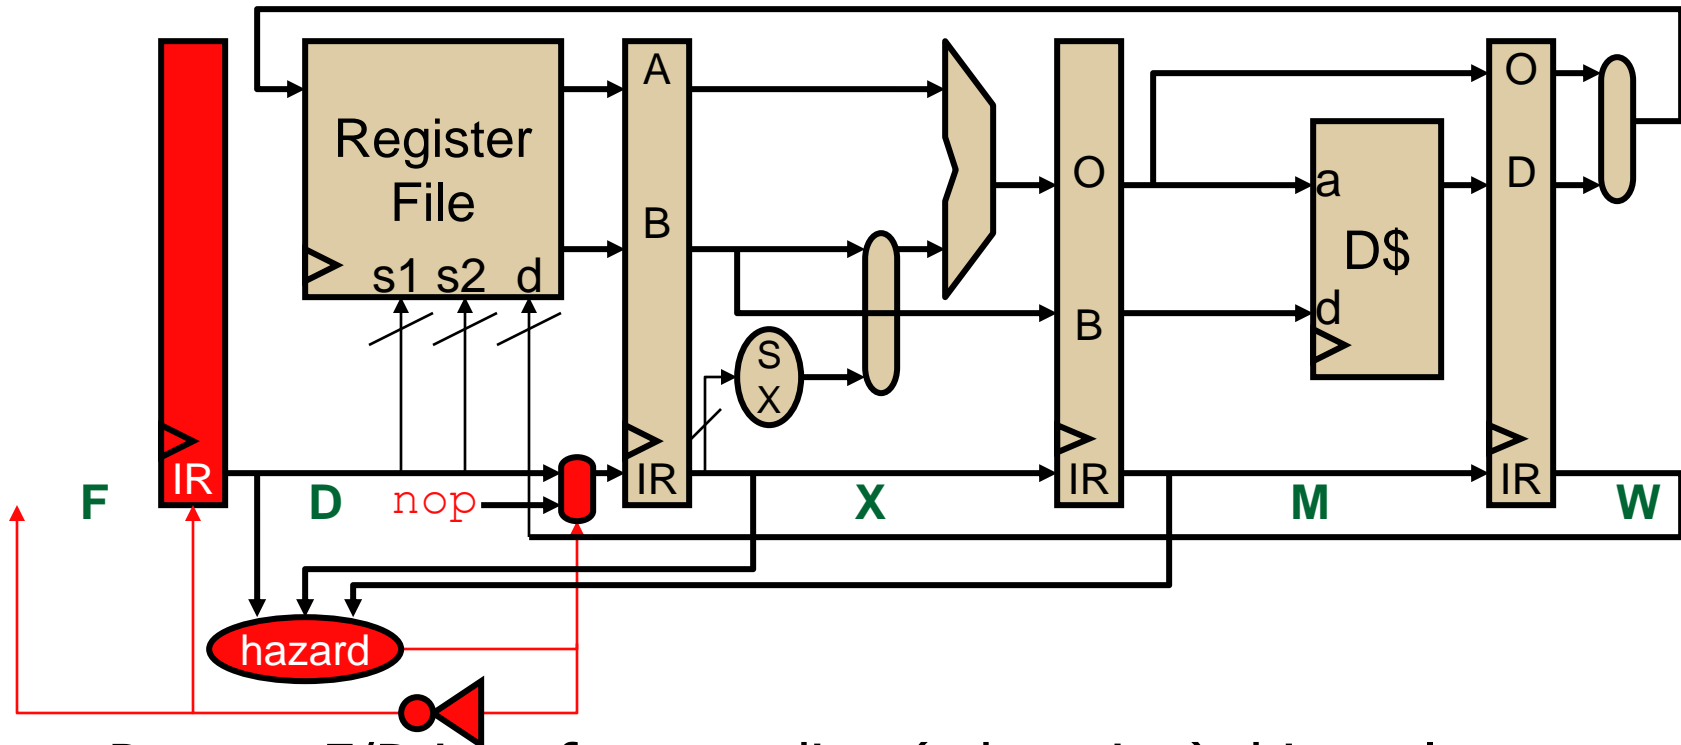 A
O
Register
File
O
a
D
B
D$
s1 s2 d
B
d
S
X
IR
IR
IR
IR
F
D
nop
X
M
W
hazard